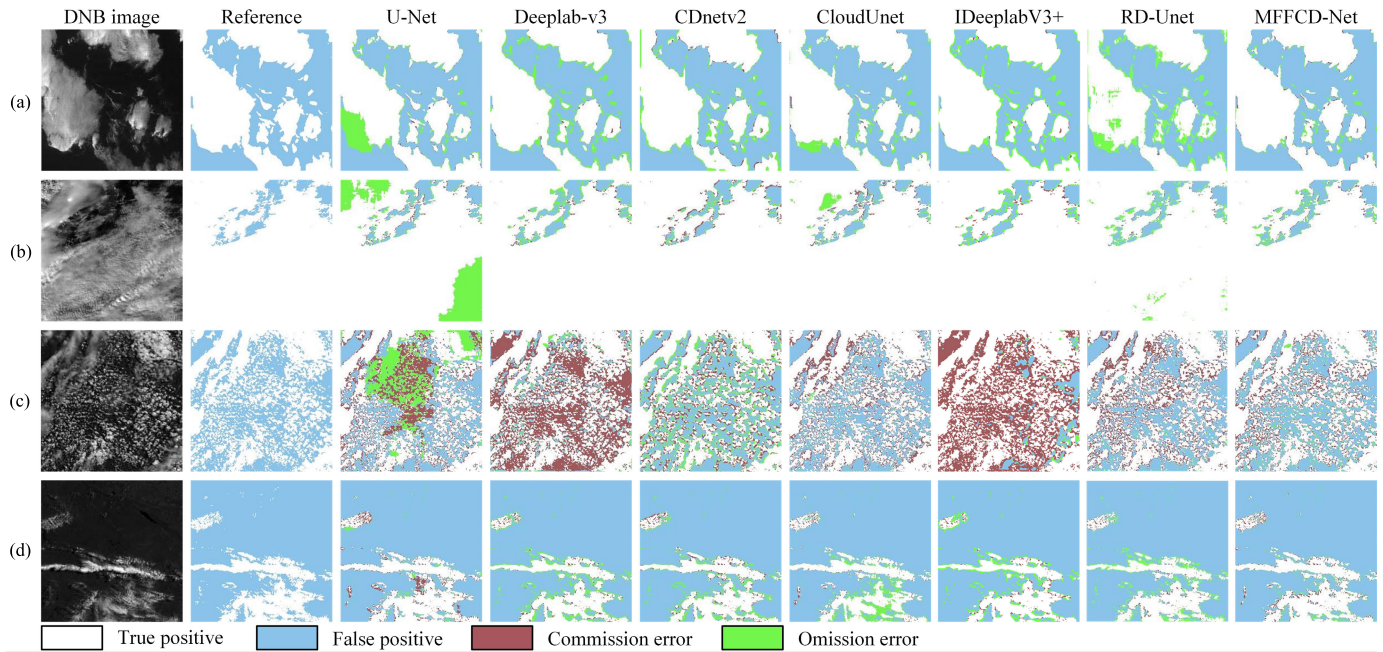 DNB image Reference U-Net Deeplab-v3 CDnetv2 CloudUnet IDeeplabV3+ RD-Unet MFFCD-Net
(a)
(b)
(c)
(d)
True positive False positive Commission error Omission error